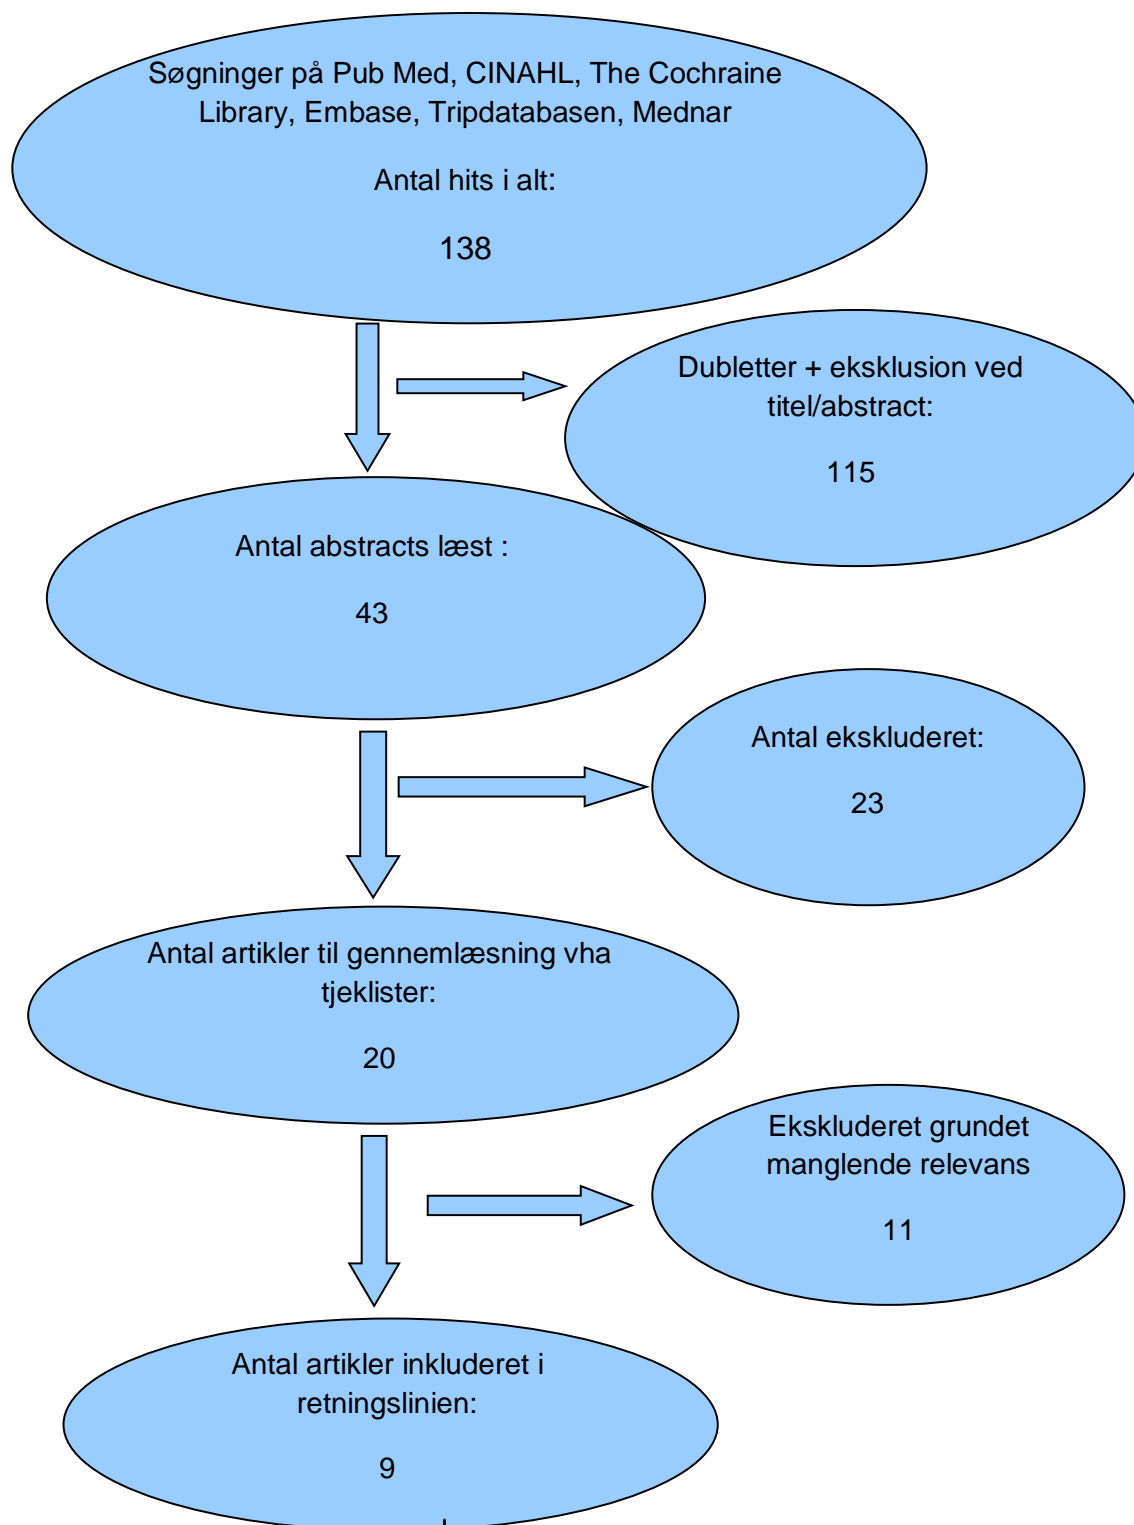 Søgninger på Pub Med, CINAHL, The Cochraine
Library, Embase, Tripdatabasen, Mednar
Antal hits i alt:
138
Dubletter + eksklusion ved
titel/abstract:
115
Antal abstracts læst :
43
Antal ekskluderet:
23
Antal artikler til gennemlæsning vha
tjeklister:
20
Ekskluderet grundet
manglende relevans
11
Antal artikler inkluderet i
retningslinien:
9